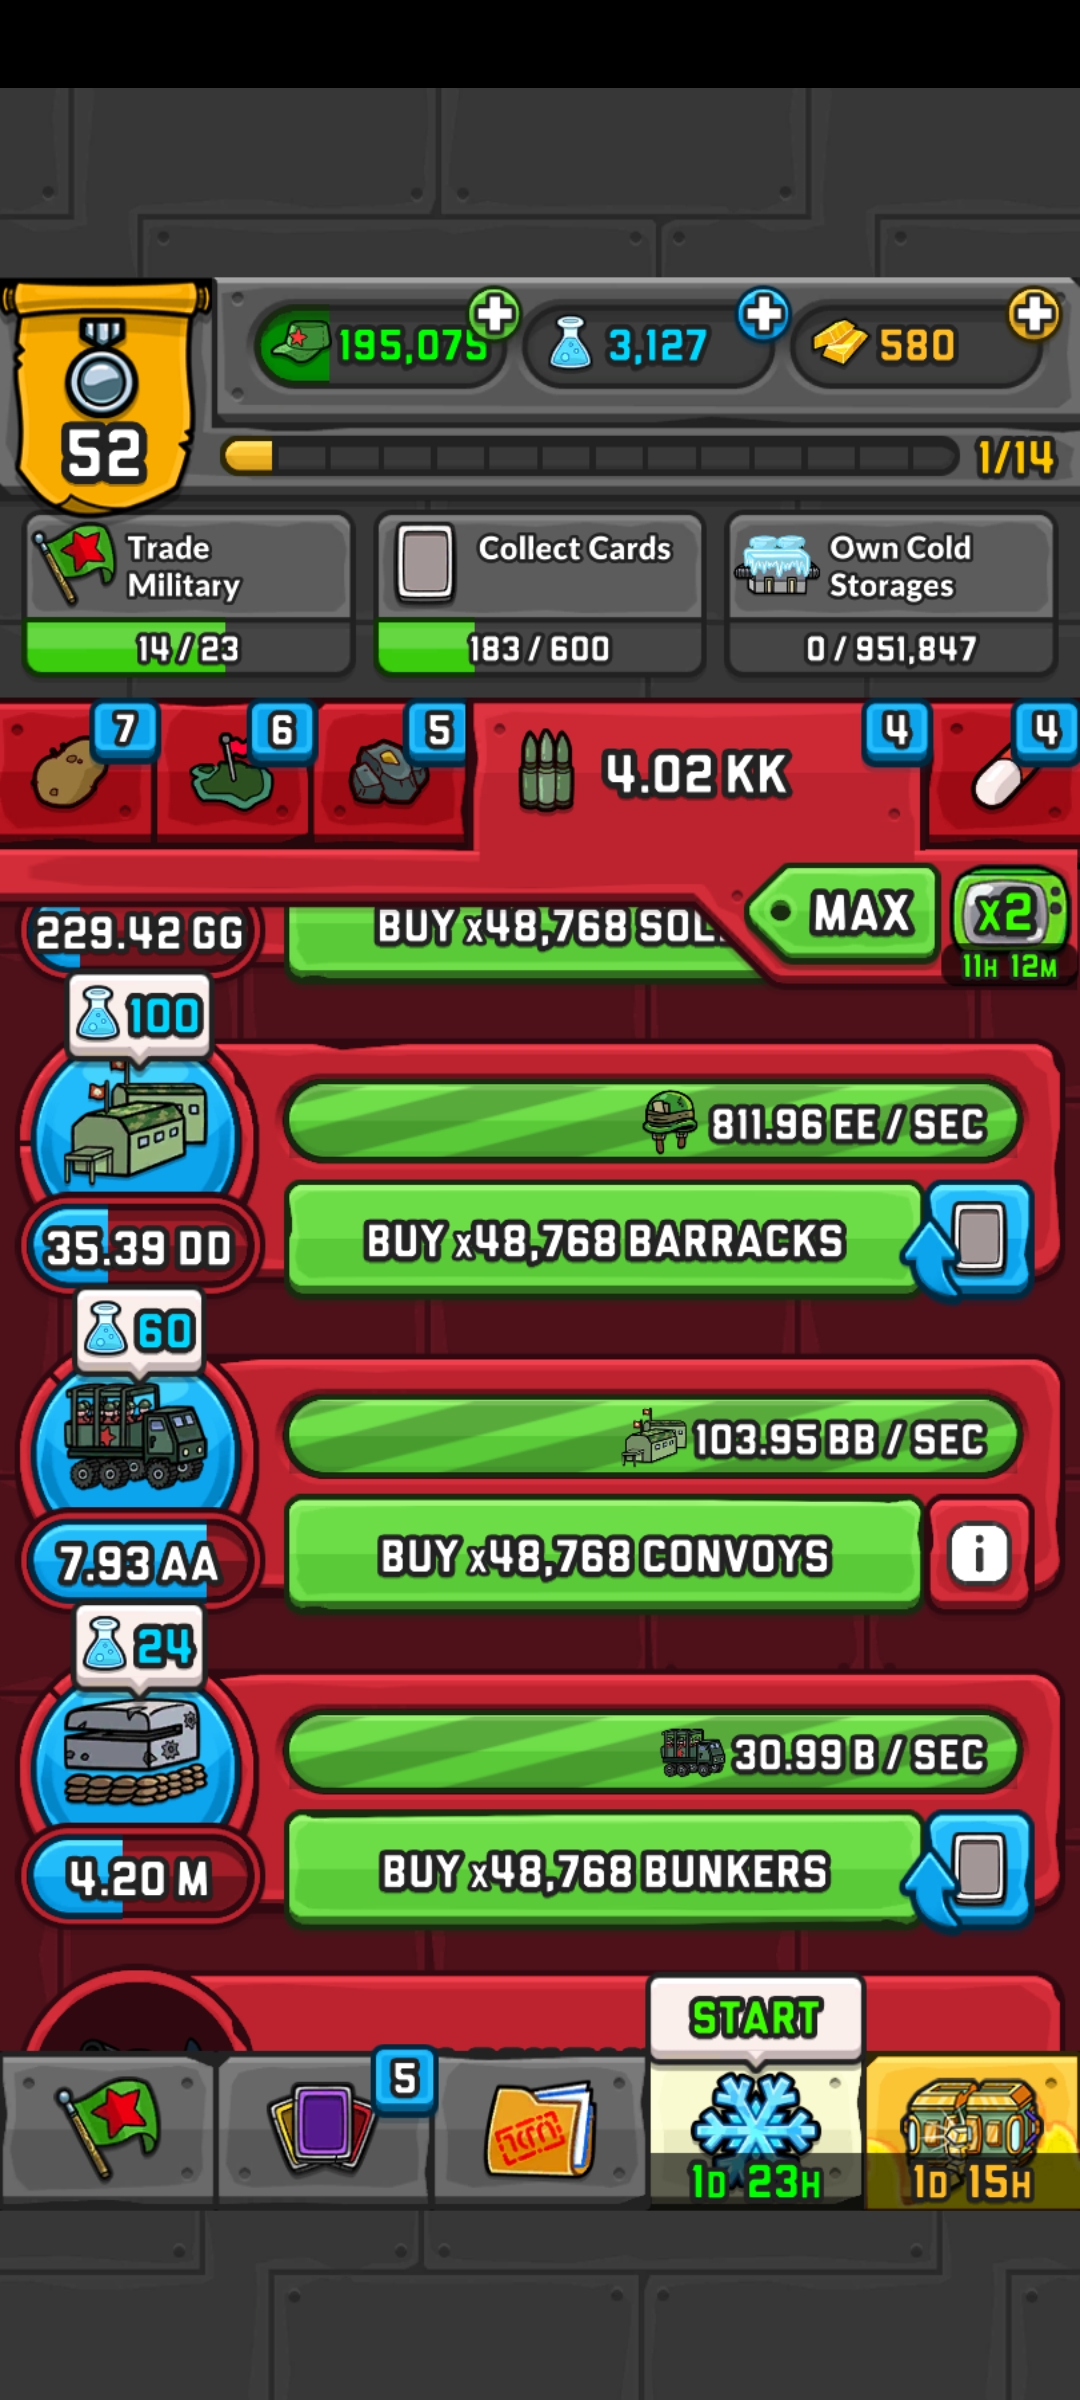 195,075
3,127
580
52
1/14
Trade
Military
14 / 23
Collect Cards
183 / 600
Own Cold
Storages
0 / 951,847
7
6
5
4.02 KK
4
4
MAX
x2
11H 12M
229.42 GG
BUY x48,768 SOL
100
811.96 EE / SEC
35.39 DD
BUY x48,768 BARRACKS
60
103.95 BB / SEC
7.93 AA
BUY x48,768 CONVOYS
i
24
30.99 B / SEC
4.20 M
BUY x48,768 BUNKERS
START
5
1D 23H
1D 15H